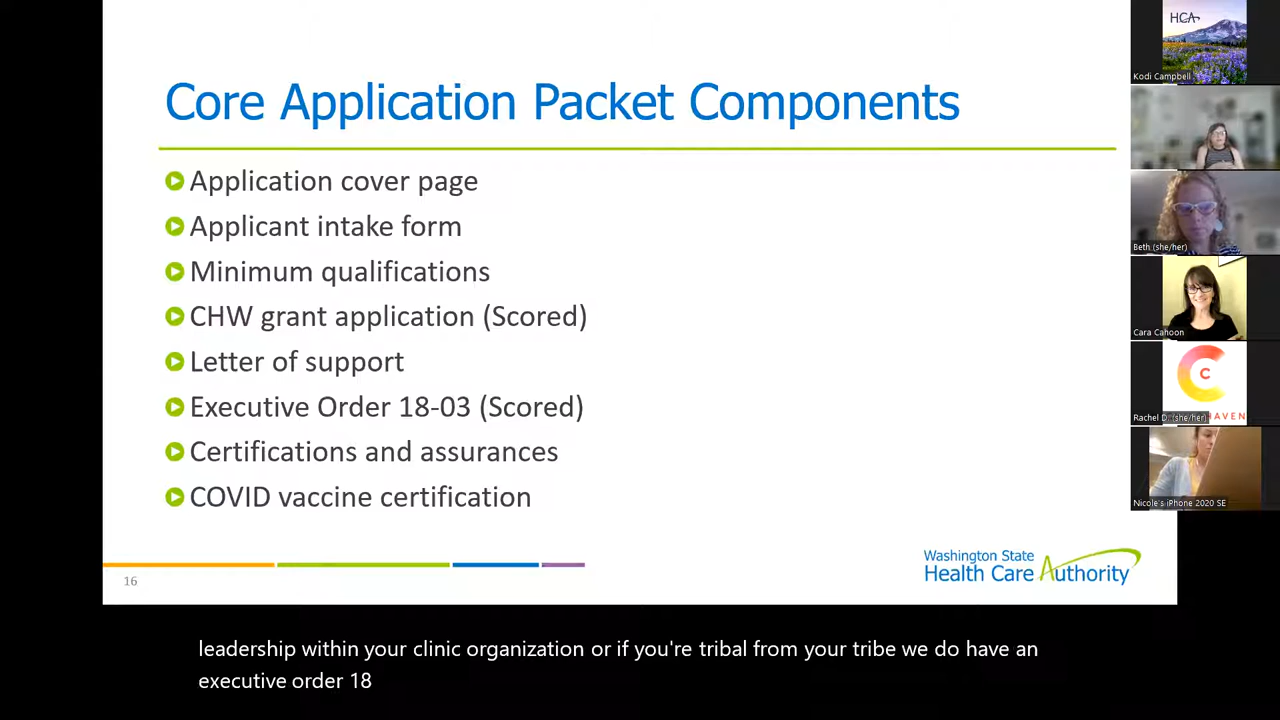 Core Application Packet Components
Application cover page
Applicant intake form
Minimum qualifications
CHW grant application (Scored)
Letter of support
Executive Order 18-03 (Scored)
Certifications and assurances
COVID vaccine certification
16
Washington State
Health Care Authority
leadership within your clinic organization or if you're tribal from your tribe we do have an
executive order 18
HCA
Kodi Campbell
Beth (she/her)
Cara Cahoon
C
Rachel D. (she/her)
Nicole's iPhone 2020 SE